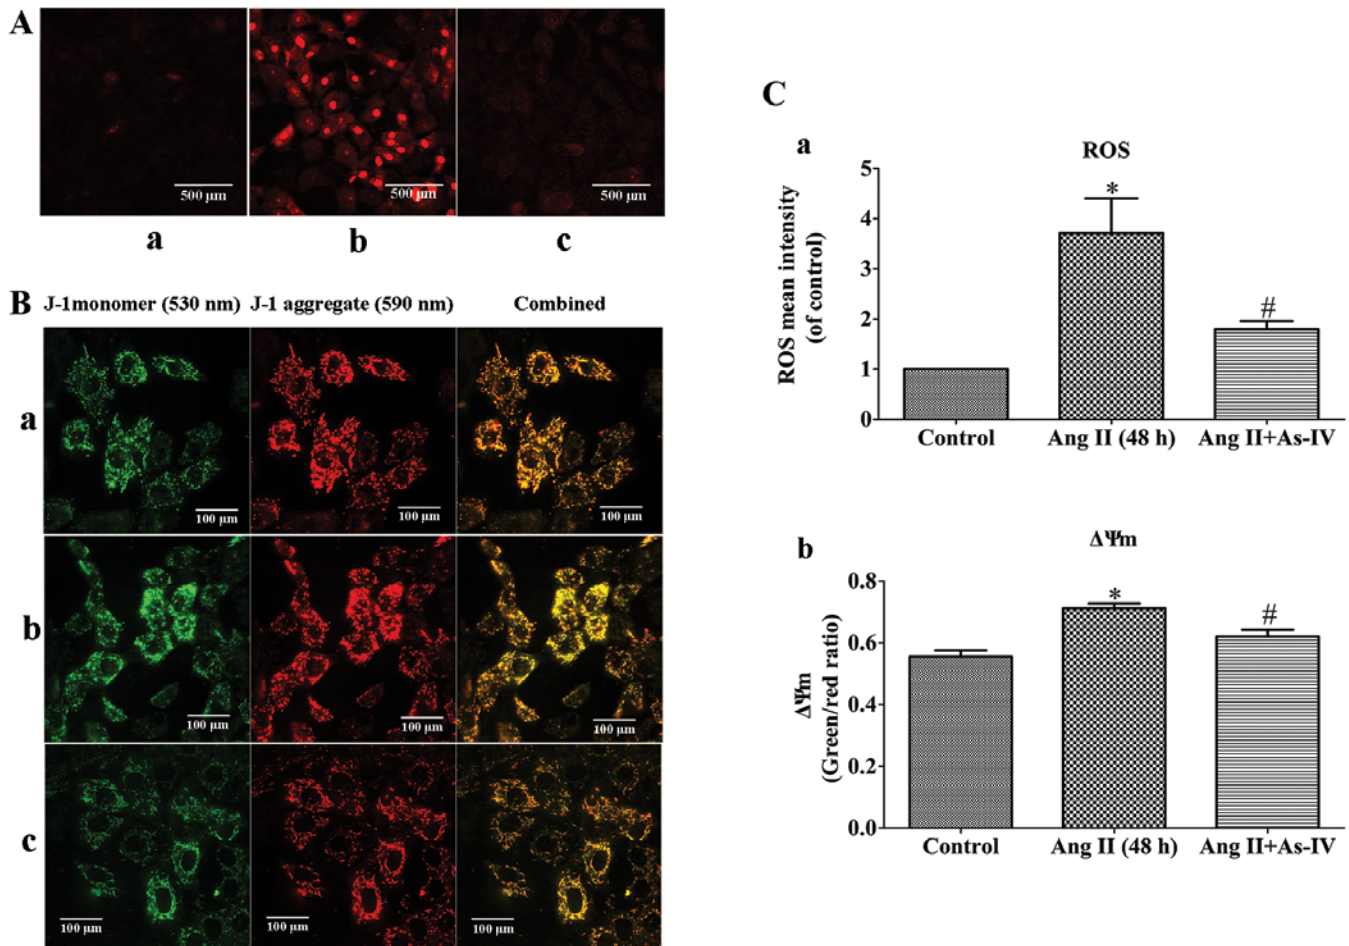 A
500 μm
500 μm
500 μm
a
b
c
B
J-1monomer (530 nm)
J-1 aggregate (590 nm)
Combined
a
100 μm
100 μm
100 μm
b
100 μm
100 μm
100 μm
c
100 μm
100 μm
100 μm
C
a
ROS
ROS mean intensity
(of control)
5
4
3
2
1
0
*
#
Control
Ang II (48 h)
Ang II+As-IV
b
ΔΨm
ΔΨm
(Green/red ratio)
0.8
0.6
0.4
0.2
0.0
*
#
Control
Ang II (48 h)
Ang II+As-IV